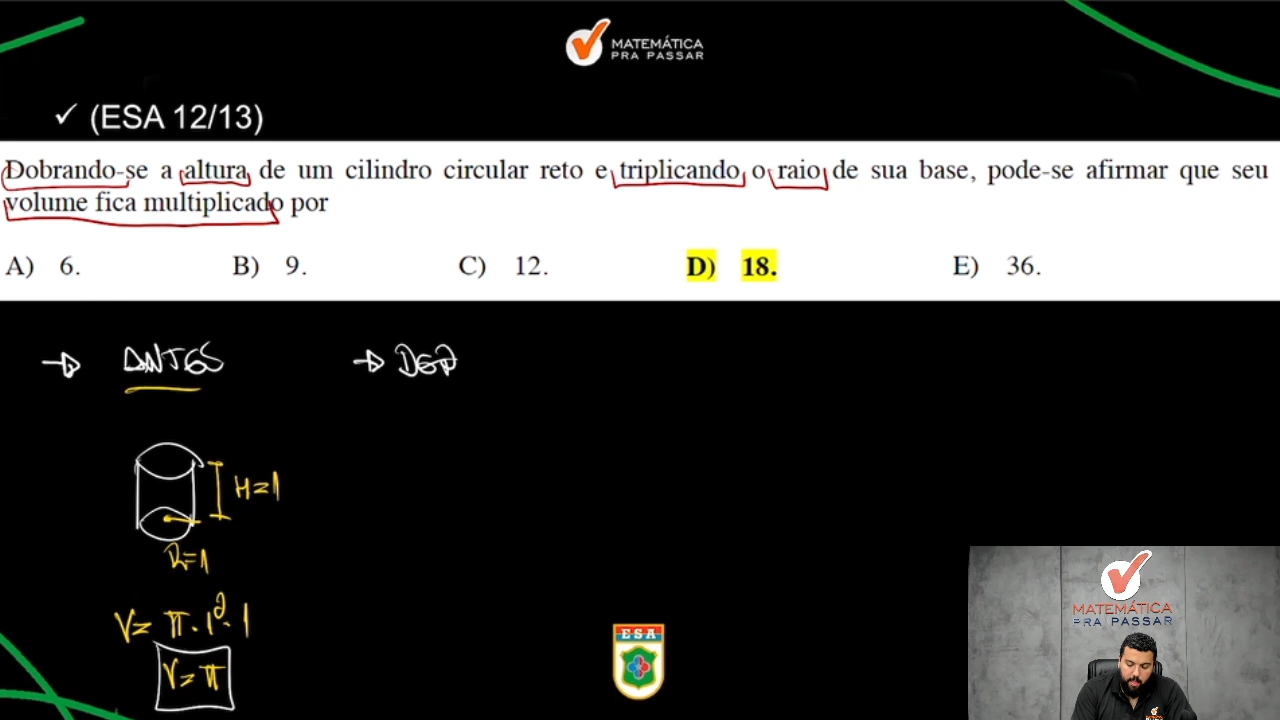 MATEMÁTICA
PRA PASSAR
✓ (ESA 12/13)
Dobrando-se a altura de um cilindro circular reto e triplicando o raio de sua base, pode-se afirmar que seu
volume fica multiplicado por
A) 6. B) 9. C) 12. D) 18. E) 36.
→ ANTES → DEP
H=1
R=1
V= π.1².1
V=π
ESA
MATEMÁTICA
PRA PASSAR